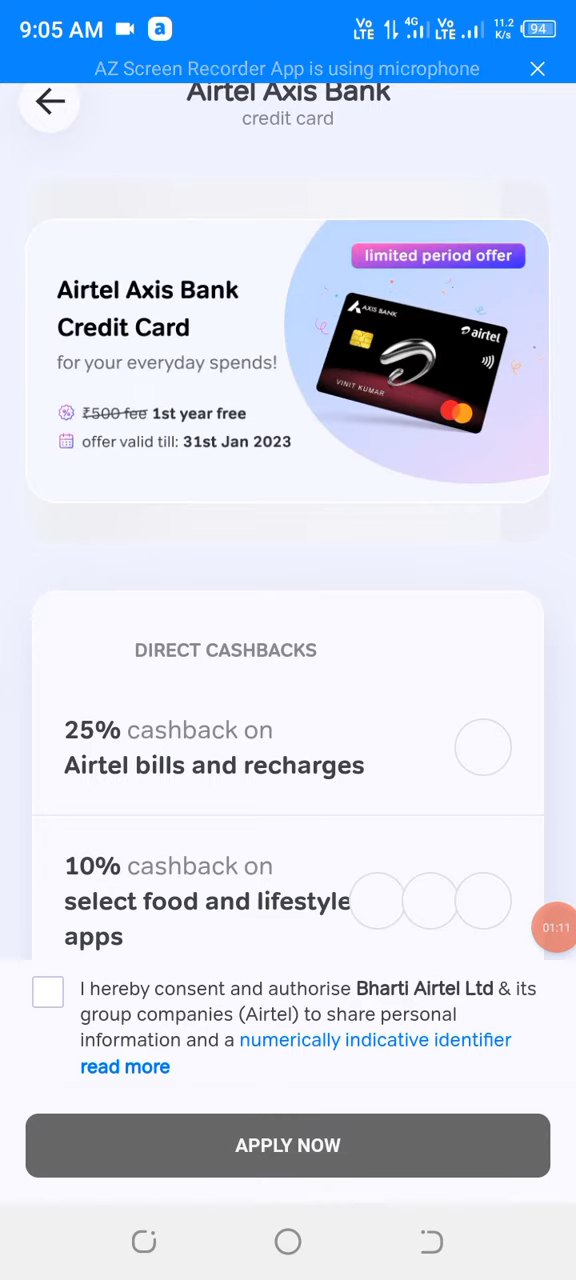 9:05 AM a Vo LTE 4G Vo LTE 11.2 K/s 94
AZ Screen Recorder App is using microphone
Airtel Axis Bank
credit card
limited period offer
Airtel Axis Bank
Credit Card
for your everyday spends!
₹500 fee 1st year free
offer valid till: 31st Jan 2023
AXIS BANK
airtel
VINIT KUMAR
DIRECT CASHBACKS
25% cashback on
Airtel bills and recharges
10% cashback on
select food and lifestyle
apps
01:11
I hereby consent and authorise Bharti Airtel Ltd & its
group companies (Airtel) to share personal
information and a numerically indicative identifier
read more
APPLY NOW